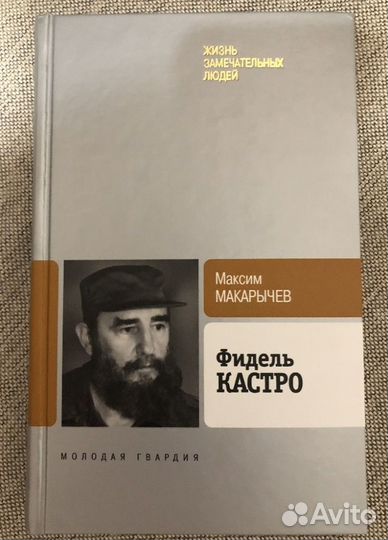 ЖИЗНЬ
ЗАМЕЧАТЕЛЬНЫХ
ЛЮДЕЙ
Максим
МАКАРЫЧЕВ
Фидель
КАСТРО
МОЛОДАЯ ГВАРДИЯ
Avito